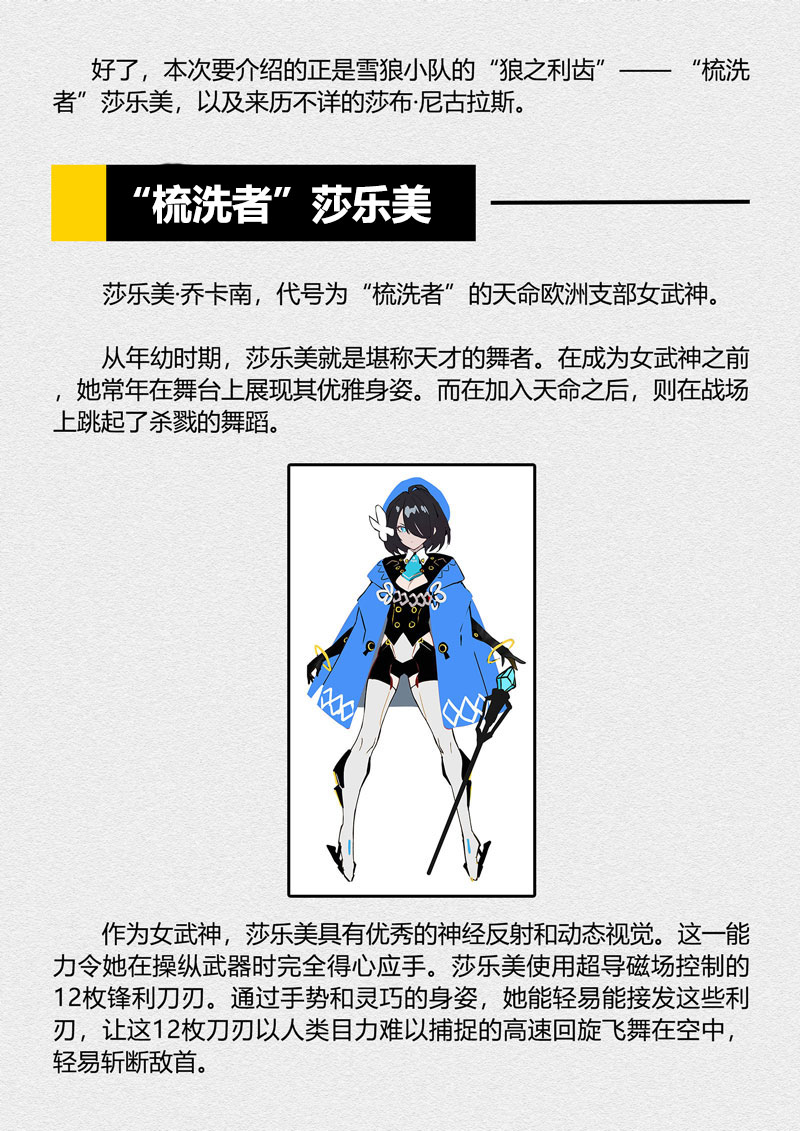 好了，本次要介绍的正是雪狼小队的“狼之利齿”—— “梳洗
者”莎乐美，以及来历不详的莎布·尼古拉斯。
“梳洗者”莎乐美
莎乐美·乔卡南，代号为“梳洗者”的天命欧洲支部女武神。
从年幼时期，莎乐美就是堪称天才的舞者。在成为女武神之前
，她常年在舞台上展现其优雅身姿。而在加入天命之后，则在战场
上跳起了杀戮的舞蹈。
作为女武神，莎乐美具有优秀的神经反射和动态视觉。这一能
力令她在操纵武器时完全得心应手。莎乐美使用超导磁场控制的
12枚锋利刀刃。通过手势和灵巧的身姿，她能轻易能接发这些利
刃，让这12枚刀刃以人类目力难以捕捉的高速回旋飞舞在空中，
轻易斩断敌首。